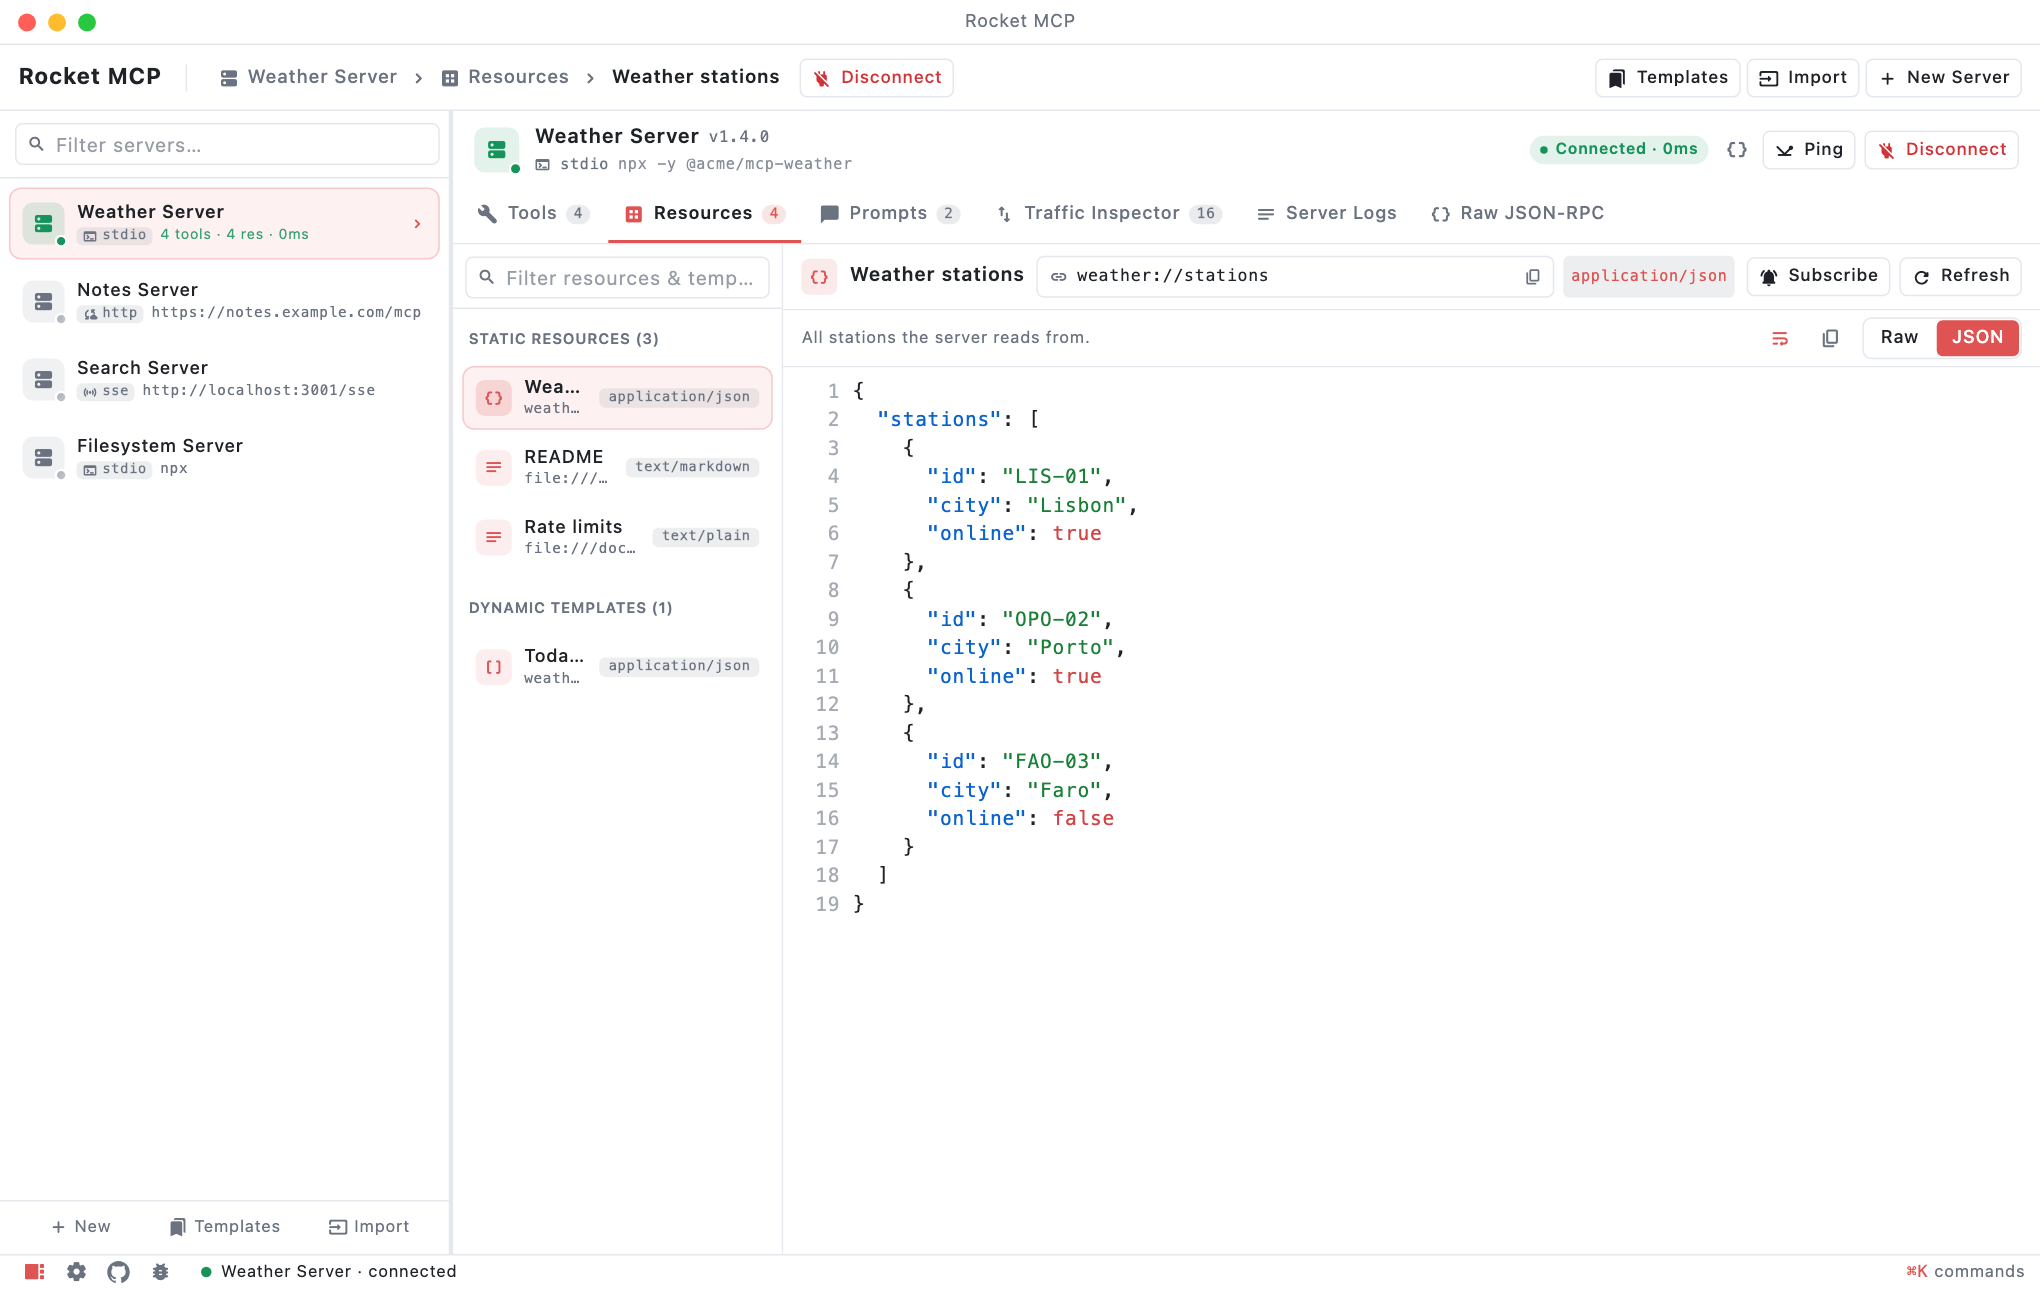 Rocket MCP
Rocket MCP
Weather Server › Resources › Weather stations
Disconnect
Templates
Import
+ New Server
Filter servers...
Weather Server
stdio 4 tools · 4 res · 0ms
Notes Server
http https://notes.example.com/mcp
Search Server
sse http://localhost:3001/sse
Filesystem Server
stdio npx
+ New
Templates
Import
Weather Server v1.4.0
stdio npx -y @acme/mcp-weather
Connected · 0ms
{}
Ping
Disconnect
Tools 4
Resources 4
Prompts 2
Traffic Inspector 16
Server Logs
{} Raw JSON-RPC
Filter resources & temp...
STATIC RESOURCES (3)
{} Wea... application/json
weath…
README text/markdown
file:///…
Rate limits text/plain
file:///doc…
DYNAMIC TEMPLATES (1)
[] Toda... application/json
weath…
{} Weather stations
weather://stations
application/json
Subscribe
Refresh
All stations the server reads from.
Raw
JSON
1 {
2 "stations": [
3 {
4 "id": "LIS-01",
5 "city": "Lisbon",
6 "online": true
7 },
8 {
9 "id": "OPO-02",
10 "city": "Porto",
11 "online": true
12 },
13 {
14 "id": "FAO-03",
15 "city": "Faro",
16 "online": false
17 }
18 ]
19 }
Weather Server · connected
⌘K commands